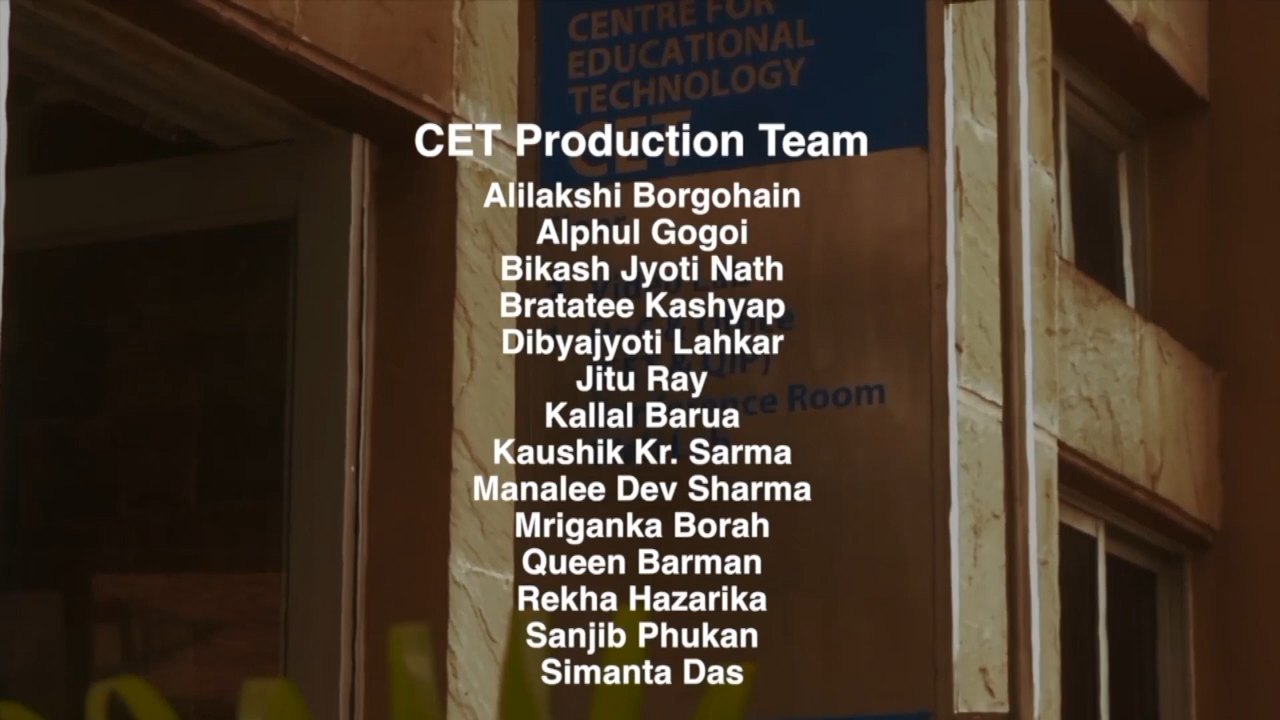 CENTRE FOR
EDUCATIONAL
TECHNOLOGY
CET
CET Production Team
Alilakshi Borgohain
Alphul Gogoi
Bikash Jyoti Nath
Bratatee Kashyap
Dibyajyoti Lahkar
Jitu Ray
Kallal Barua
Kaushik Kr. Sarma
Manalee Dev Sharma
Mriganka Borah
Queen Barman
Rekha Hazarika
Sanjib Phukan
Simanta Das
Room